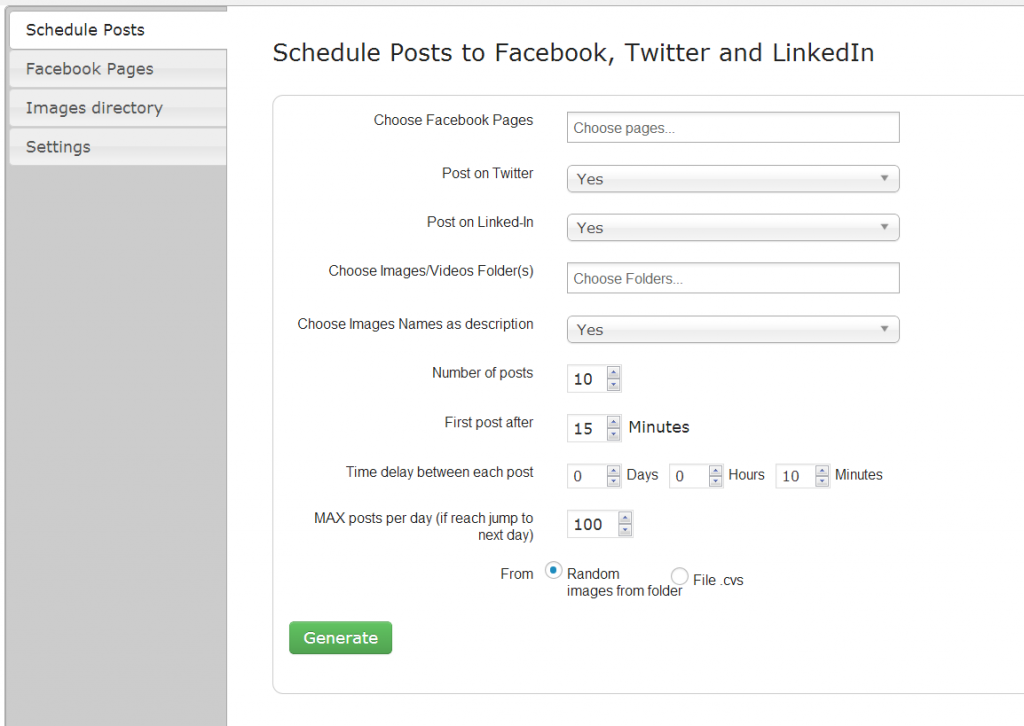 Schedule Posts
Facebook Pages
Images directory
Settings
Schedule Posts to Facebook, Twitter and LinkedIn
Choose Facebook Pages
Choose pages...
Post on Twitter
Yes
Post on Linked-In
Yes
Choose Images/Videos Folder(s)
Choose Folders...
Choose Images Names as description
Yes
Number of posts
10
First post after
15 Minutes
Time delay between each post
0 Days 0 Hours 10 Minutes
MAX posts per day (if reach jump to
next day)
100
From
Random
images from folder
File .cvs
Generate